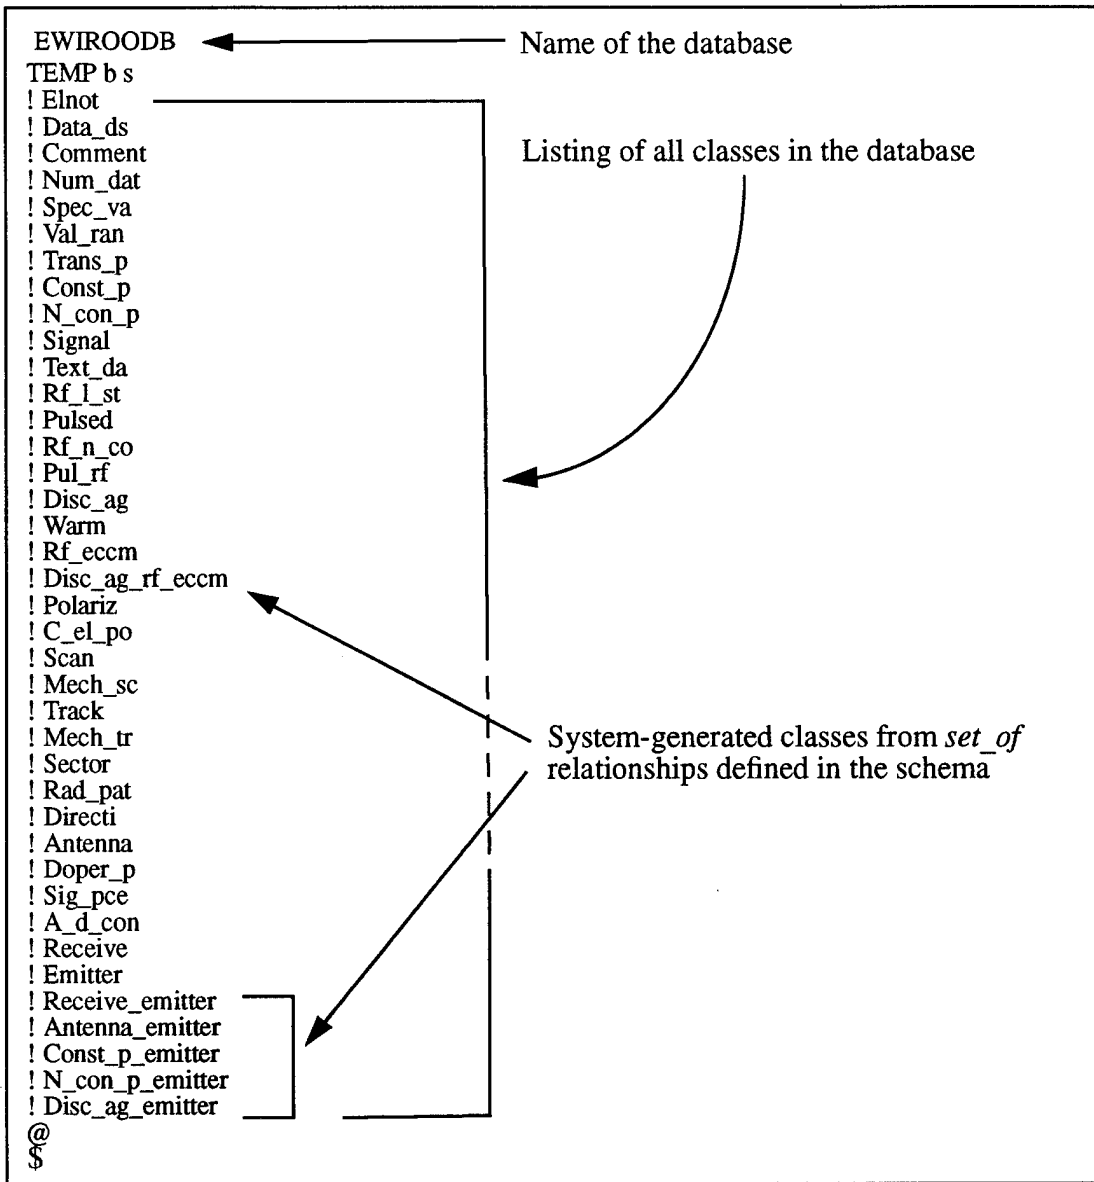 EWIROODB
Name of the database
TEMP b s
! Elnot
! Data_ds
! Comment
Listing of all classes in the database
! Num_dat
! Spec_va
! Val_ran
! Trans_p
! Const_p
! N_con_p
! Signal
! Text_da
! Rf_l_st
! Pulsed
! Rf_n_co
! Pul_rf
! Disc_ag
! Warm
! Rf_eccm
! Disc_ag_rf_eccm
! Polariz
! C_el_po
! Scan
! Mech_sc
! Track
! Mech_tr
System-generated classes from set_of
relationships defined in the schema
! Sector
! Rad_pat
! Directi
! Antenna
! Doper_p
! Sig_pce
! A_d_con
! Receive
! Emitter
! Receive_emitter
! Antenna_emitter
! Const_p_emitter
! N_con_p_emitter
! Disc_ag_emitter
@
$